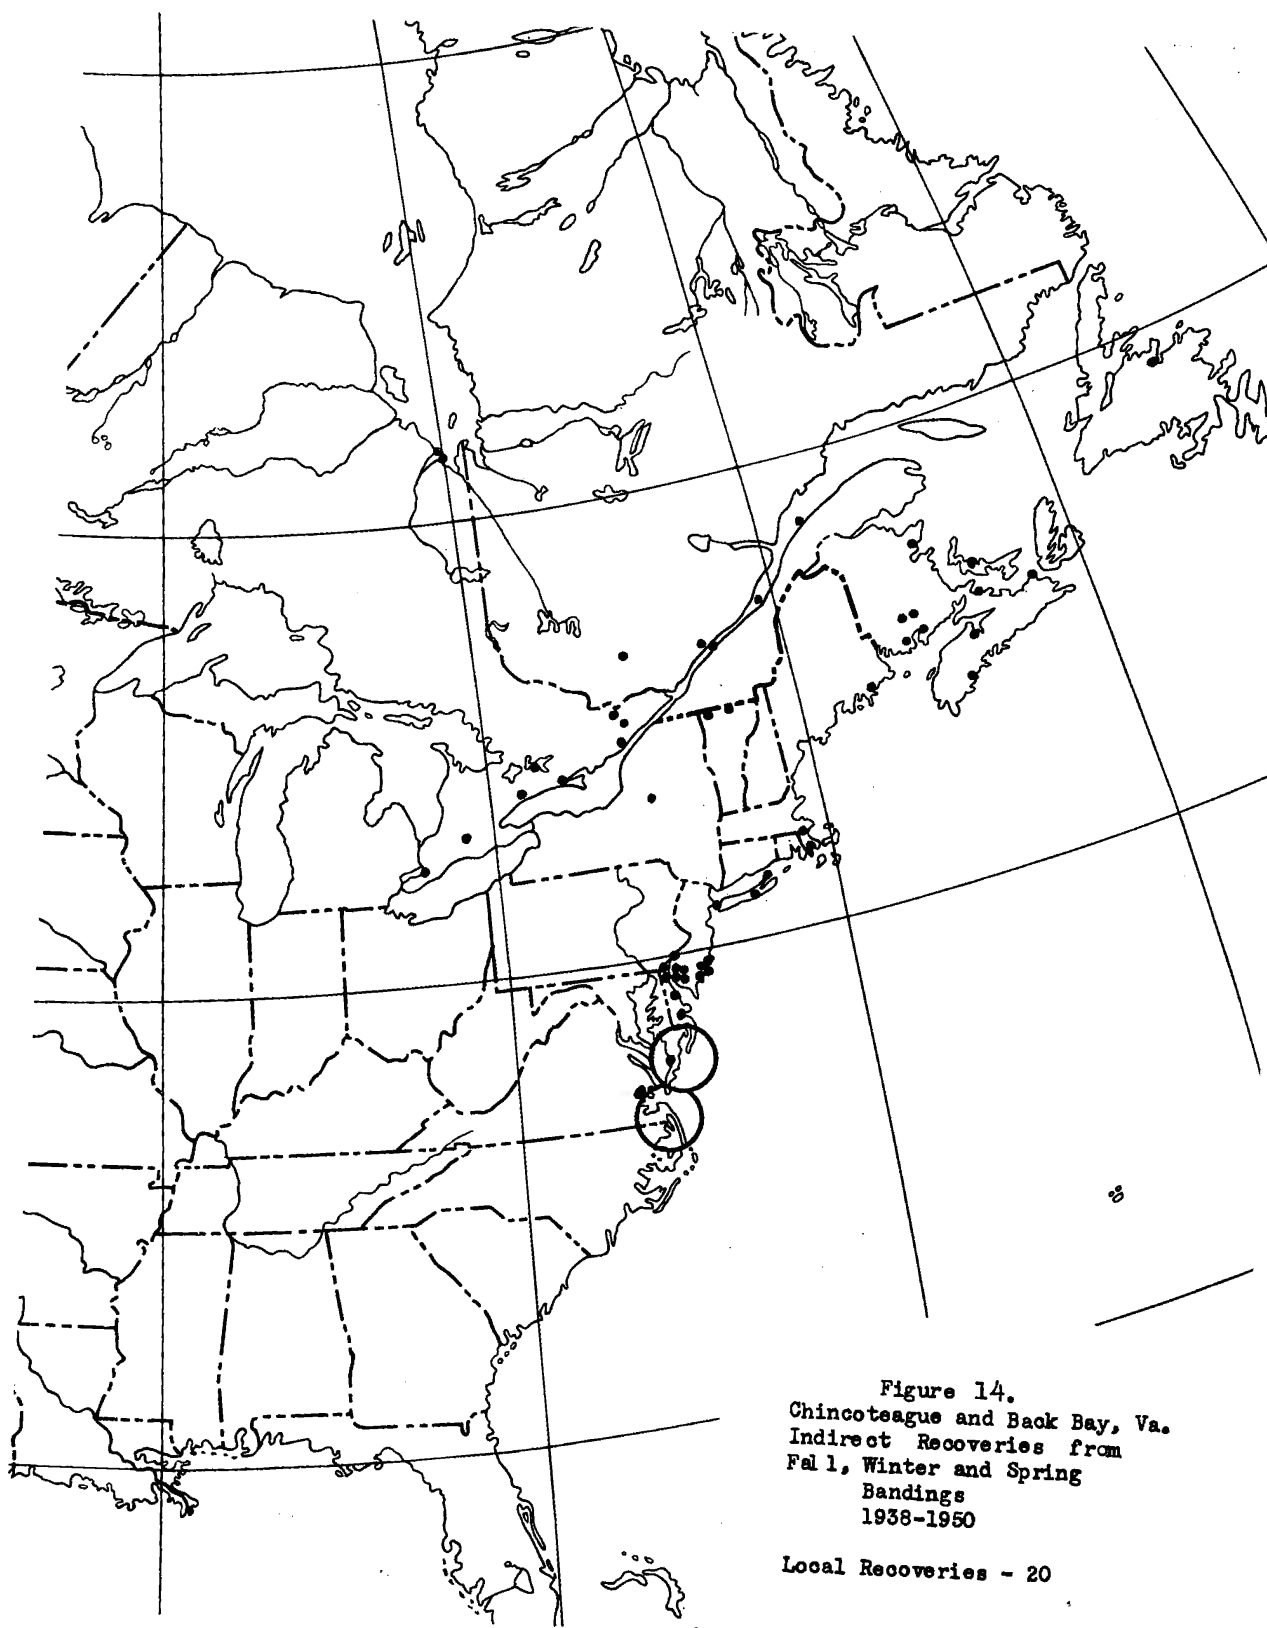 Figure 14.
Chincoteague and Back Bay, Va.
Indirect Recoveries from
Fall, Winter and Spring
Bandings
1938-1950
Local Recoveries - 20